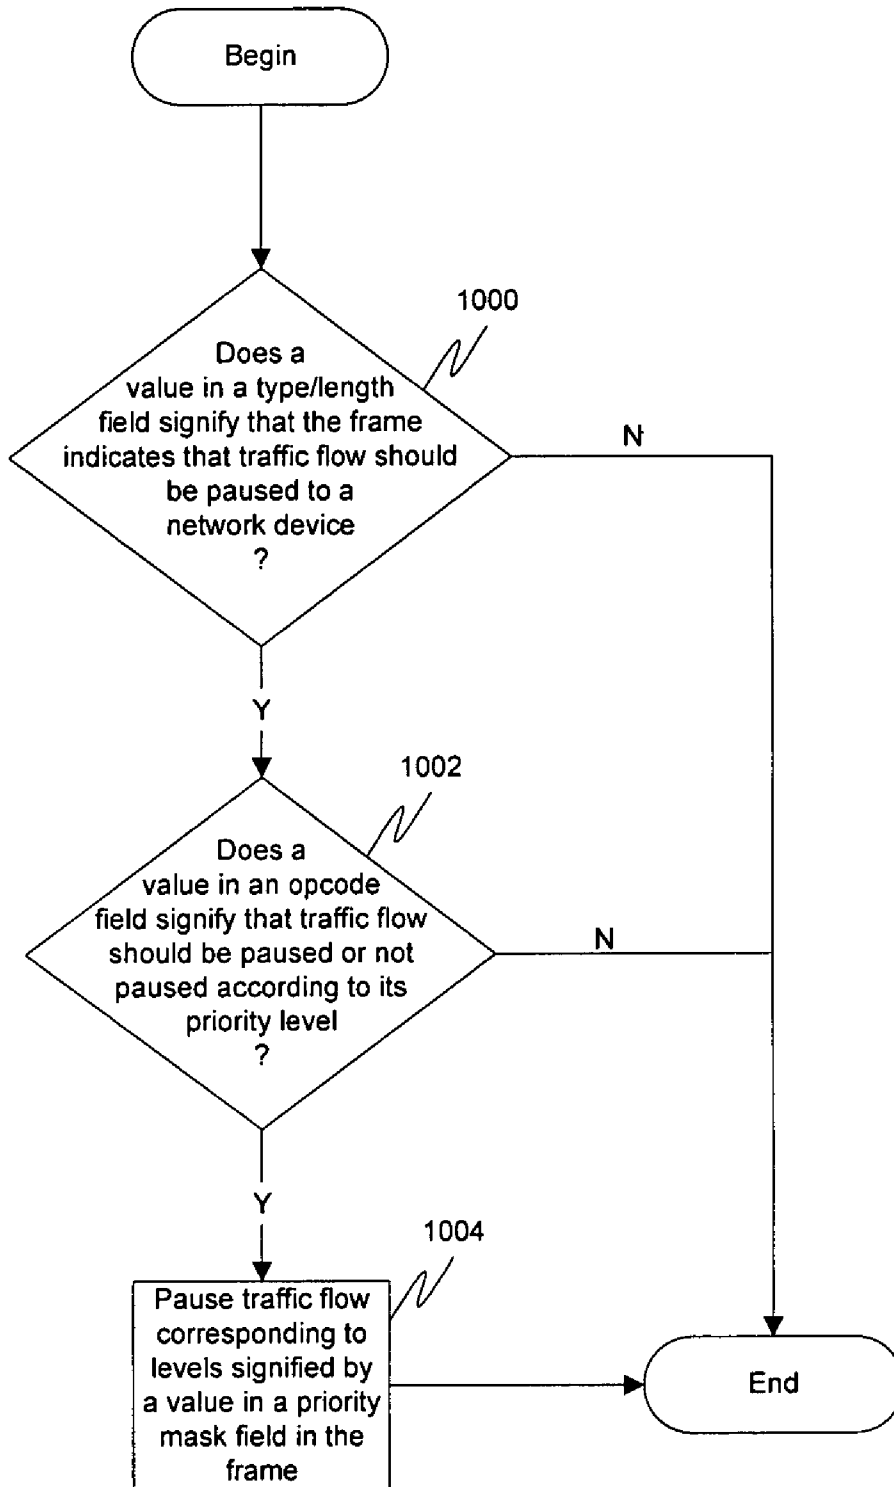 Begin
1000
Does a
value in a type/length
field signify that the frame
indicates that traffic flow should
be paused to a
network device
?
N
Y
1002
Does a
value in an opcode
field signify that traffic flow
should be paused or not
paused according to its
priority level
?
N
Y
1004
Pause traffic flow
corresponding to
levels signified by
a value in a priority
mask field in the
frame
End